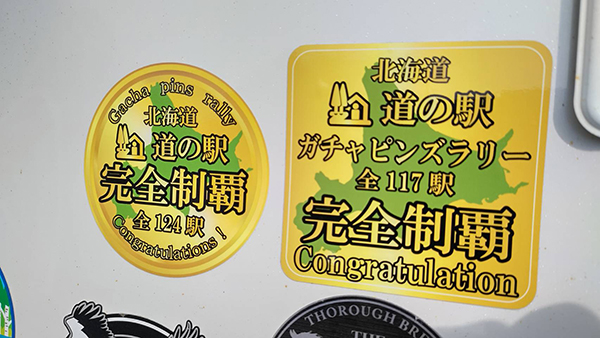 Gacha pins rally
北海道
道の駅
完全制覇
全124駅
Congratulations!
北海道
道の駅
ガチャピンズラリー
全117駅
完全制覇
Congratulation
THOROUGH BRE
THE